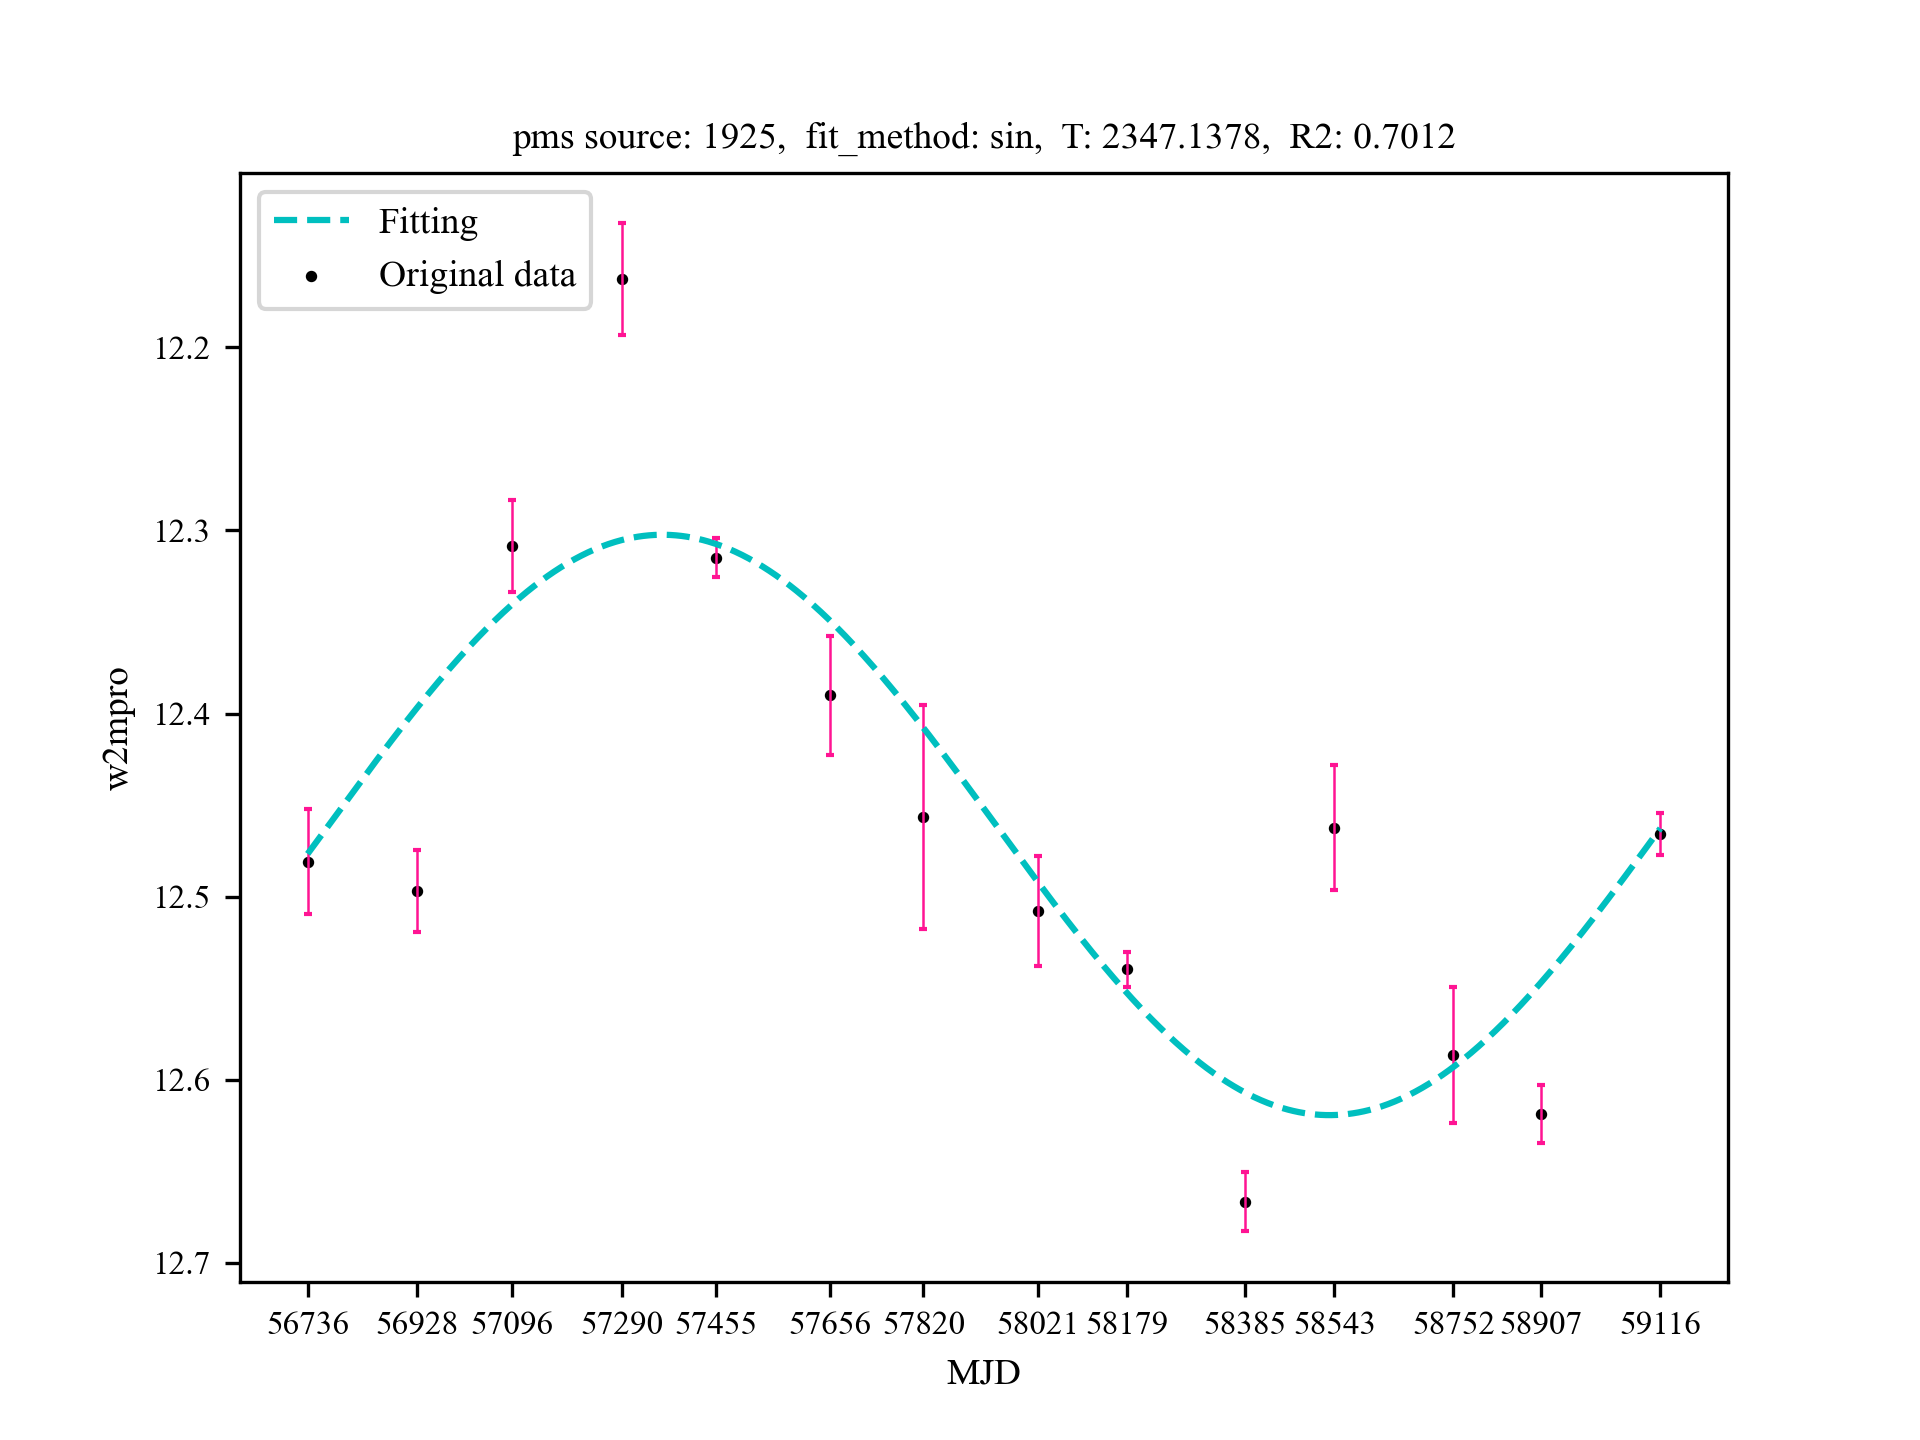 pms source: 1925, fit_method: sin, T: 2347.1378, R2: 0.7012
Fitting
Original data
12.2
12.3
12.4
12.5
12.6
12.7
w2mpro
56736 56928 57096 57290 57455 57656 57820 58021 58179 58385 58543 58752 58907 59116
MJD